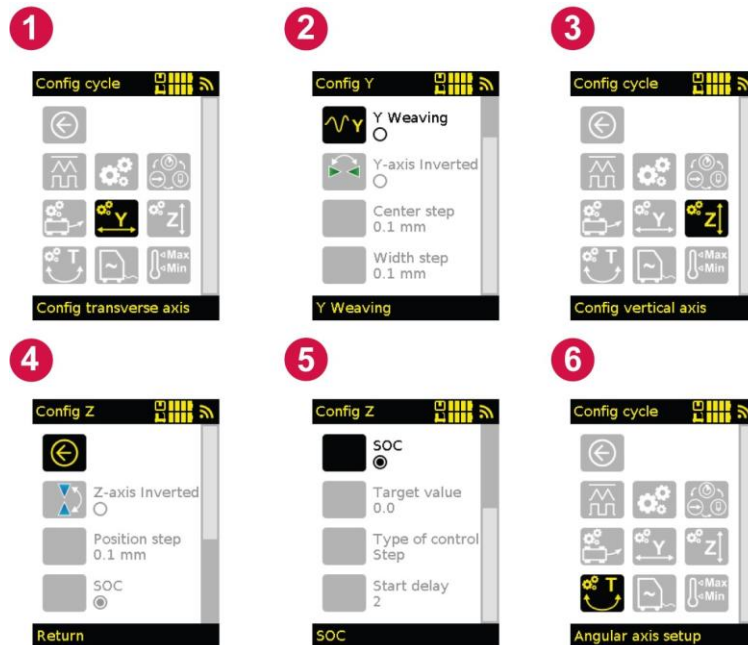 1
2
3
Config cycle
Y
Z
T
Max
Min
Config transverse axis
Config Y
Y
Y Weaving
Y-axis Inverted
Center step
0.1 mm
Width step
0.1 mm
Y Weaving
Config cycle
Y
Z
T
Max
Min
Config vertical axis
4
5
6
Config Z
Z-axis Inverted
Position step
0.1 mm
SOC
Return
Config Z
SOC
Target value
0.0
Type of control
Step
Start delay
2
SOC
Config cycle
Y
Z
T
Max
Min
Angular axis setup